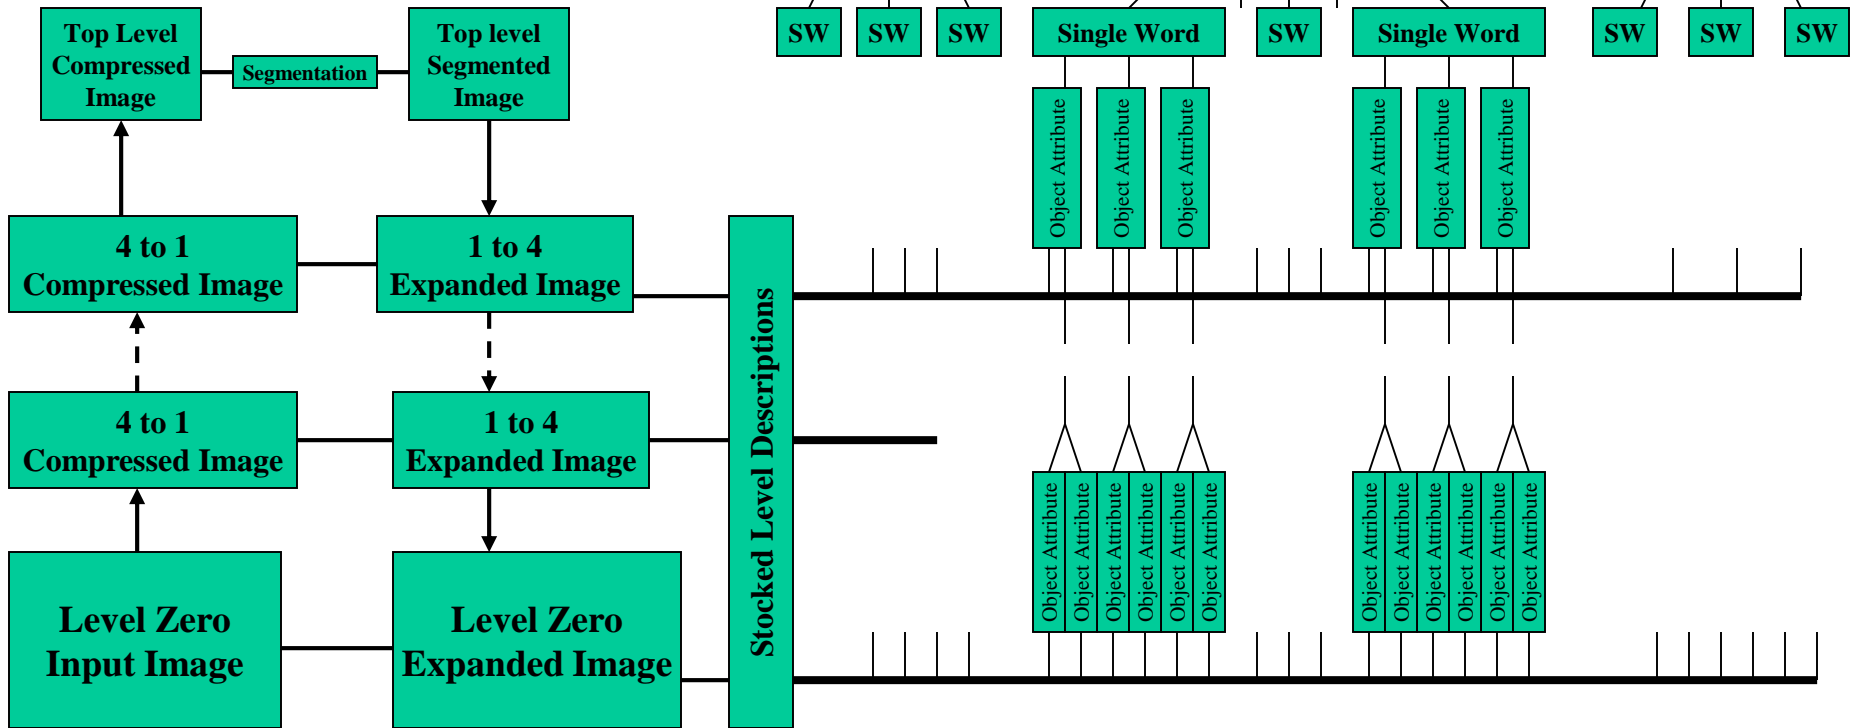 Top Level
Compressed
Image
Segmentation
Top level
Segmented
Image
SW
SW
SW
Single Word
SW
Single Word
SW
SW
SW
Object Attribute
Object Attribute
Object Attribute
Object Attribute
Object Attribute
Object Attribute
4 to 1
Compressed Image
1 to 4
Expanded Image
Stocked Level Descriptions
4 to 1
Compressed Image
1 to 4
Expanded Image
Object Attribute
Object Attribute
Object Attribute
Object Attribute
Object Attribute
Object Attribute
Object Attribute
Object Attribute
Object Attribute
Object Attribute
Object Attribute
Object Attribute
Level Zero
Input Image
Level Zero
Expanded Image